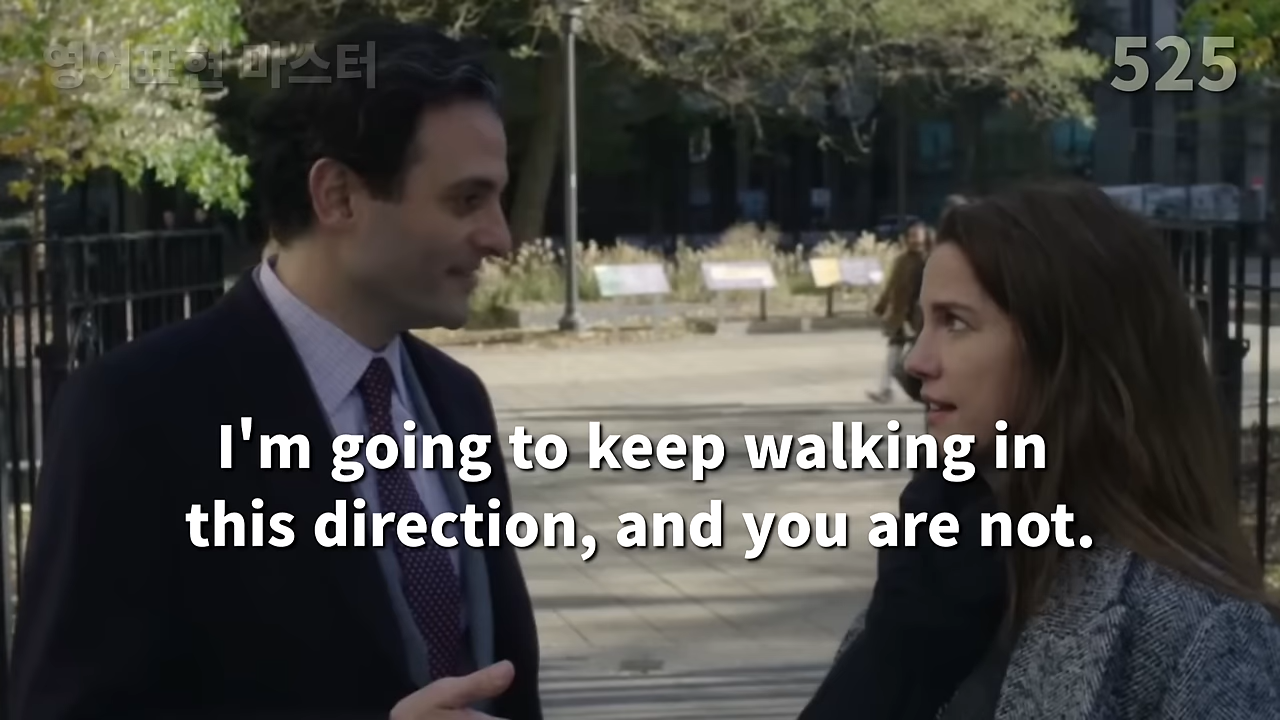 영어표현 마스터
525
I'm going to keep walking in
this direction, and you are not.